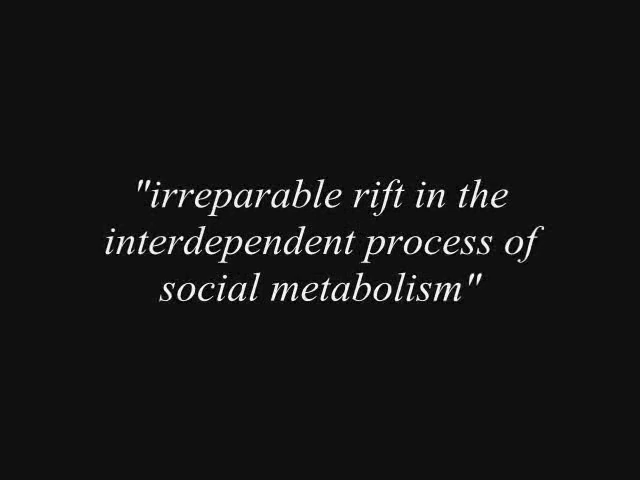 "irreparable rift in the
interdependent process of
social metabolism"